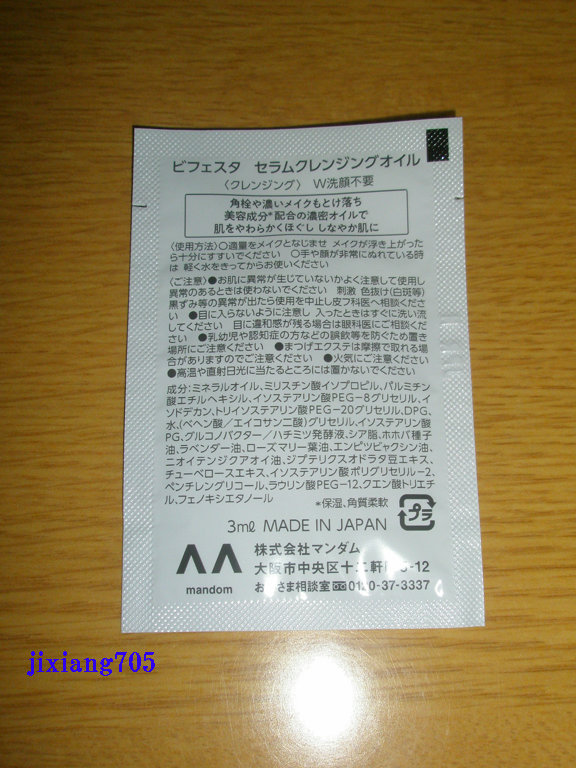 ビフェスタ セラムクレンジングオイル
〈クレンジング〉 W洗顔不要
角栓や濃いメイクもとけ落ち
美容成分*配合の濃密オイルで
肌をやわらかくほぐし しなやか肌に
〈使用方法〉○適量をメイクとなじませ メイクが浮き上がった
ら十分にすすいでください ○手や顔が非常にぬれている時
は 軽く水をきってからお使いください
〈ご注意〉●お肌に異常が生じていないかよく注意して使用し
異常のあるときは使わないでください 刺激 色抜け(白斑等)
黒ずみ等の異常が出たら使用を中止し皮フ科医へ相談くださ
い ●目に入らないように注意し 入ったときはすぐに洗い流
してください 目に違和感が残る場合は眼科医にご相談くださ
い ●乳幼児や認知症の方などの誤飲等を防ぐため置き
場所にご注意ください ●まつげエクステは摩擦で取れる場
合がありますのでご注意ください ●火気にご注意ください
●高温や直射日光に当たるところには置かないでください
成分:ミネラルオイル、ミリスチン酸イソプロピル、パルミチン
酸エチルヘキシル、イソステアリン酸PEG-8グリセリル、イ
ソドデカン、トリイソステアリン酸PEG-20グリセリル、DPG、
水、(ベヘン酸/エイコサン二酸)グリセリル、イソステアリン酸
PG、グルコノバクター/ハチミツ発酵液、シア脂、ホホバ種子
油、ラベンダー油、ローズマリー葉油、エンピツビャクシン油、
ニオイテンジクアオイ油、ジプテリクスオドラタ豆エキス、
チューベロースエキス、イソステアリン酸ポリグリセリル-2、
ペンチレングリコール、ラウリン酸PEG-12、クエン酸トリエチ
ル、フェノキシエタノール
*保湿、角質柔軟
プラ
3mℓ MADE IN JAPAN
mandom
株式会社マンダム
大阪市中央区十二軒 5-12
お さま相談室 0120-37-3337
jixiang705